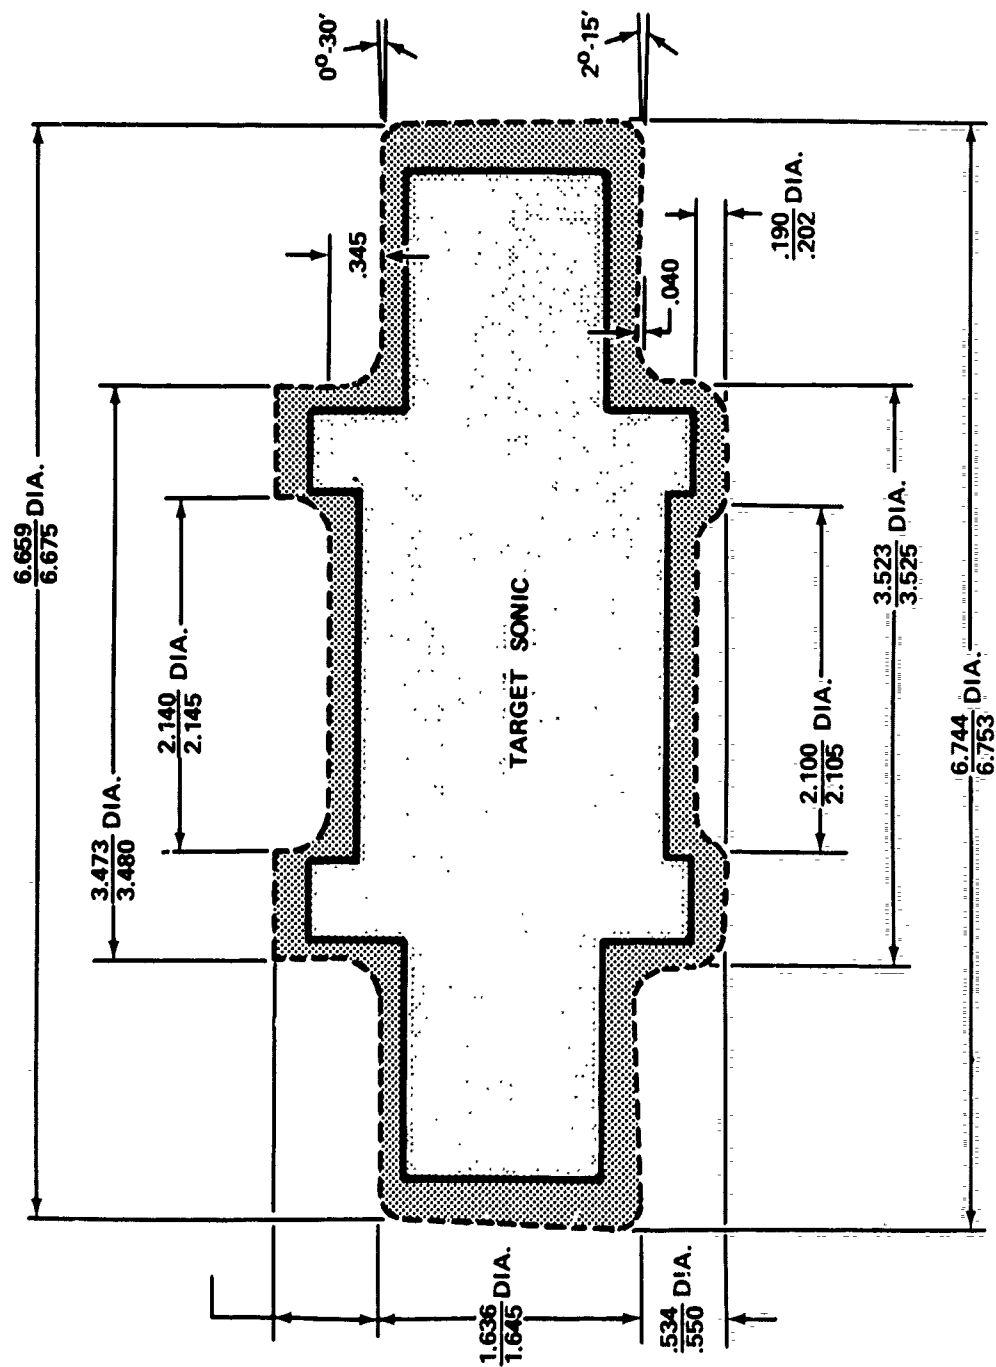 6.659 DIA.
6.675
3.473 DIA.
3.480
2.140 DIA.
2.145
.345
0º-30'
2º-15'
TARGET SONIC
.040
.190 DIA.
.202
2.100 DIA.
2.105
3.523 DIA.
3.525
6.744 DIA.
6.753
1.636 DIA.
1.645
.534 DIA.
.550